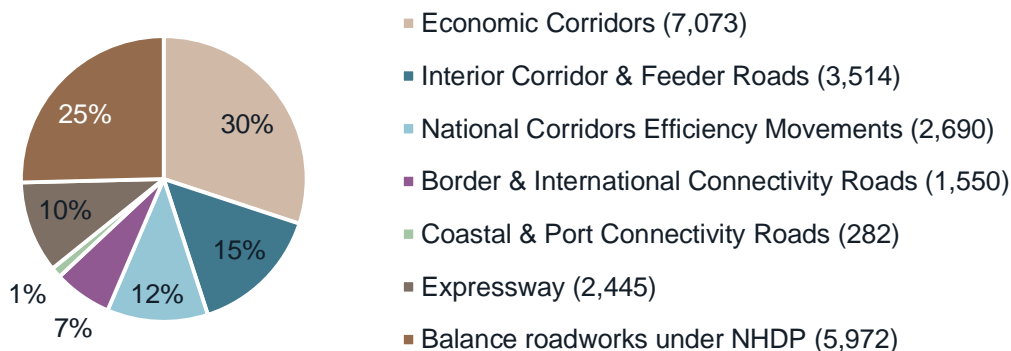 Economic Corridors (7,073)
Interior Corridor & Feeder Roads (3,514)
National Corridors Efficiency Movements (2,690)
Border & International Connectivity Roads (1,550)
Coastal & Port Connectivity Roads (282)
Expressway (2,445)
Balance roadworks under NHDP (5,972)
30%
15%
12%
7%
1%
10%
25%